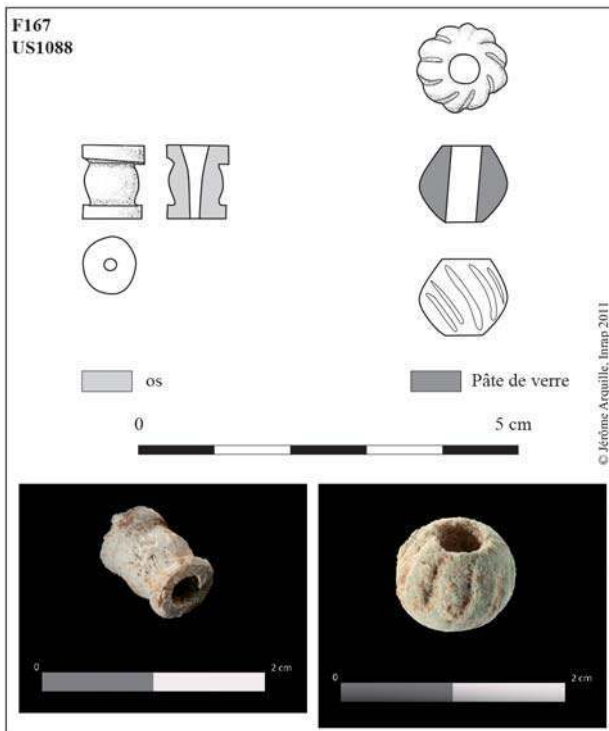 F167
US1088
os
Pâte de verre
0
5 cm
© Jérôme Arquille, Inrap 2011
0
2 cm
0
2 cm